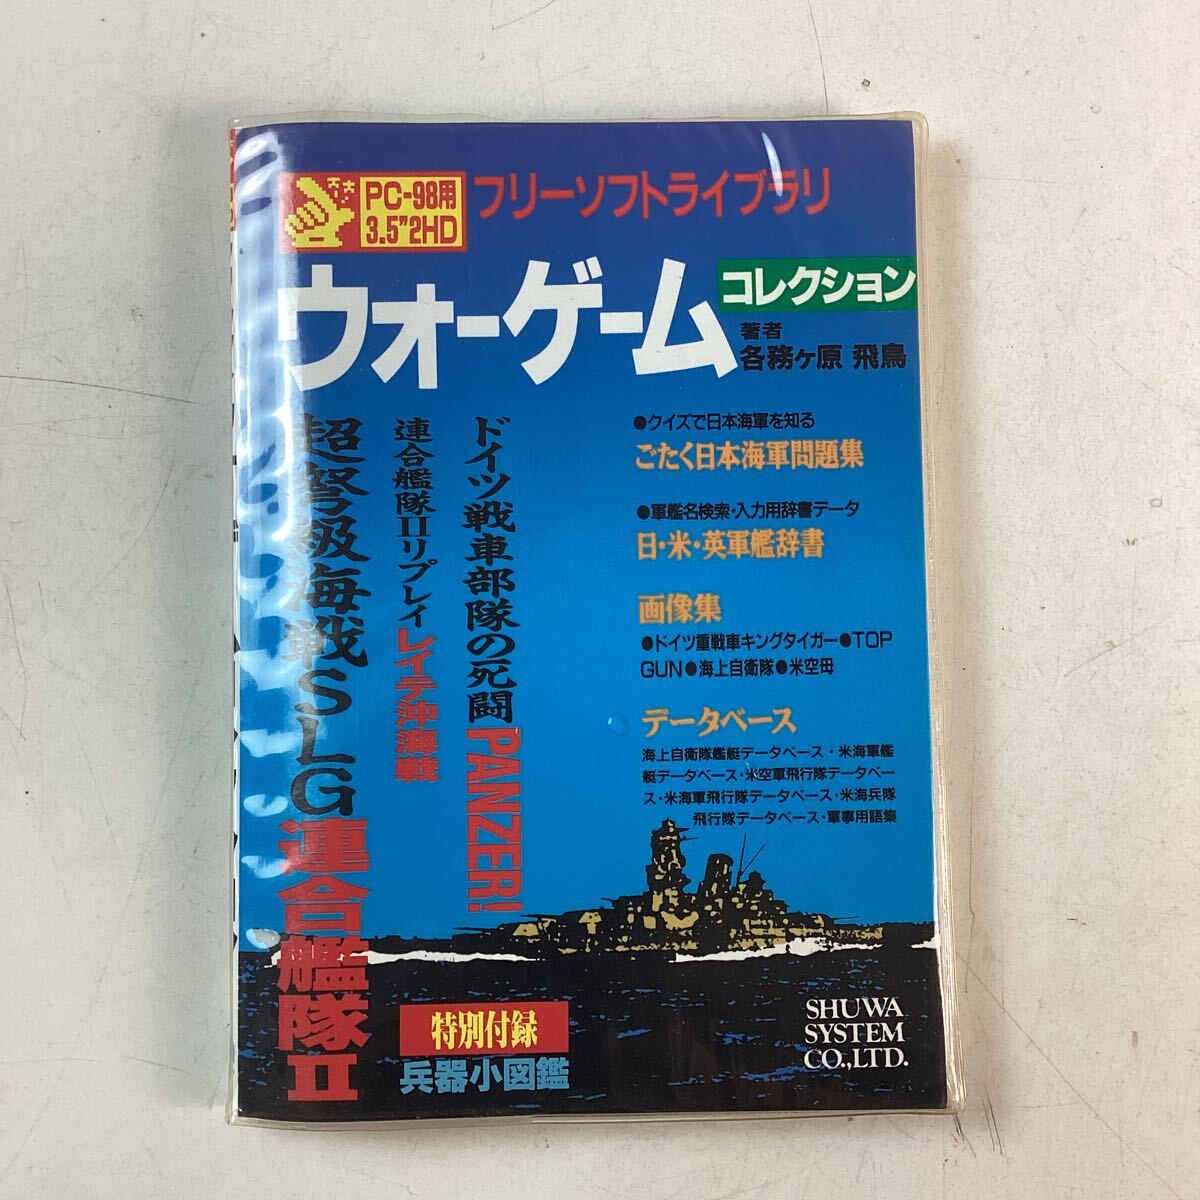 PC-98用
3.5"2HD
フリーソフトライブラリ
ウォーゲーム
コレクション
著者
各務ヶ原 飛鳥
超弩級海戦SLG連合艦隊II
連合艦隊IIリプレイレイテ沖海戦
ドイツ戦車部隊の死闘PANZER!
●クイズで日本海軍を知る
ごたく日本海軍問題集
●軍艦名検索・入力用辞書データ
日・米・英軍艦辞書
画像集
●ドイツ重戦車キングタイガー●TOP
GUN●海上自衛隊●米空母
データベース
海上自衛隊艦艇データベース・米海軍艦
艇データベース・米空軍飛行隊データベー
ス・米海軍飛行隊データベース・米海兵隊
飛行隊データベース・軍事用語集
特別付録
兵器小図鑑
SHUWA
SYSTEM
CO.,LTD.